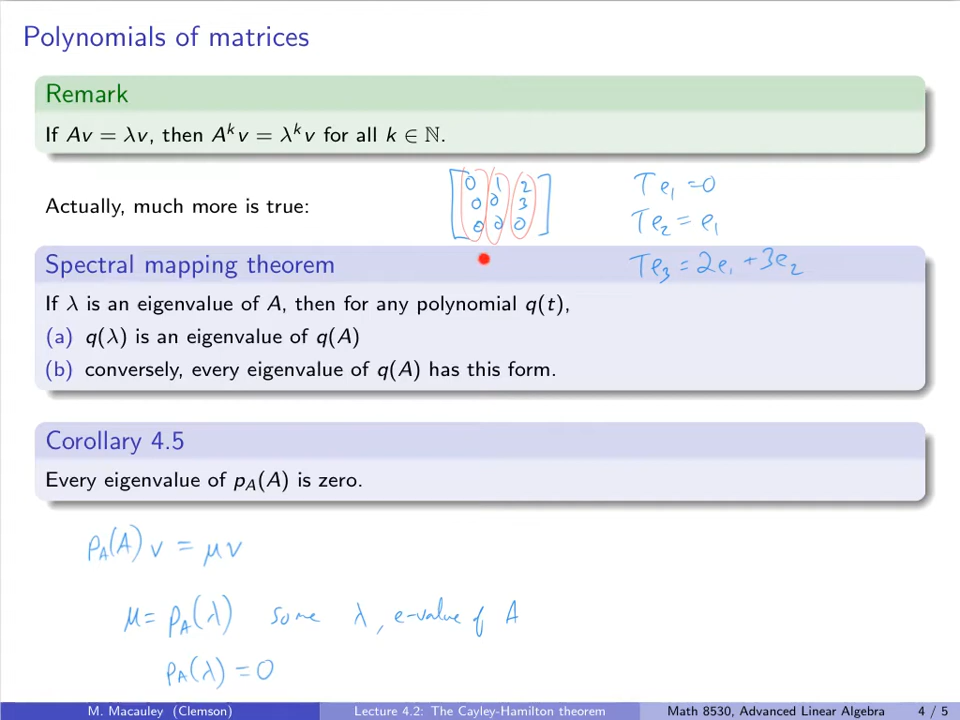 Polynomials of matrices
Remark
If Av = λv, then Aᵏv = λᵏv for all k ∈ ℕ.
Actually, much more is true:
[0 1 2
0 0 3
0 0 0]
Te₁ = 0
Te₂ = e₁
Te₃ = 2e₁ + 3e₂
Spectral mapping theorem
If λ is an eigenvalue of A, then for any polynomial q(t),
(a) q(λ) is an eigenvalue of q(A)
(b) conversely, every eigenvalue of q(A) has this form.
Corollary 4.5
Every eigenvalue of p_A(A) is zero.
p_A(A) v = μv
μ = p_A(λ) some λ, e-value of A
p_A(λ) = 0
M. Macauley (Clemson) Lecture 4.2: The Cayley-Hamilton theorem Math 8530, Advanced Linear Algebra 4 / 5